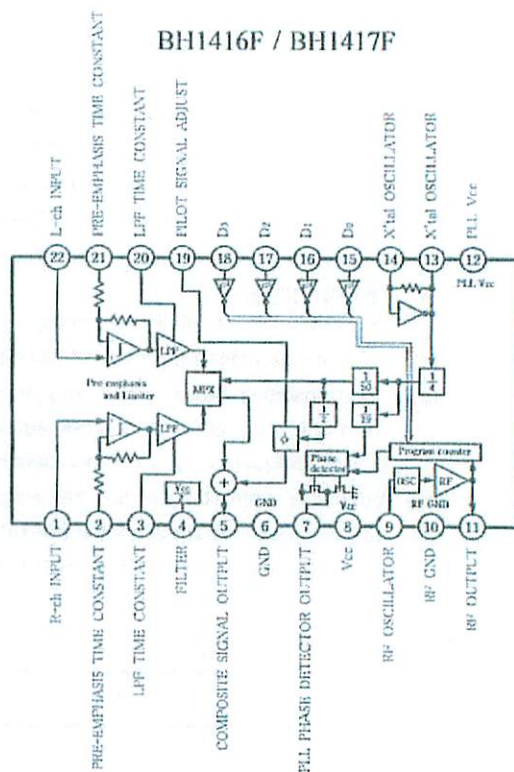 BH1416F / BH1417F
L-ch INPUT
PRE-EMPHASIS TIME CONSTANT
LPF TIME CONSTANT
PILOT SIGNAL ADJUST
D3
D2
D1
D0
X'tal OSCILLATOR
X'tal OSCILLATOR
PLL Vcc
22
21
20
19
18
17
16
15
14
13
12
PLL Vcc
LPF
Pre-emphasis
and Limiter
MPX
1/50
1/4
1/2
LPF
Phase
detector
Program counter
+
Vcc
OSC
RF
GND
Vcc
RF GND
1
2
3
4
5
6
7
8
9
10
11
R-ch INPUT
PRE-EMPHASIS TIME CONSTANT
LPF TIME CONSTANT
FILTER
COMPOSITE SIGNAL OUTPUT
GND
PLL PHASE DETECTOR OUTPUT
Vcc
RF OSCILLATOR
RF GND
RF OUTPUT